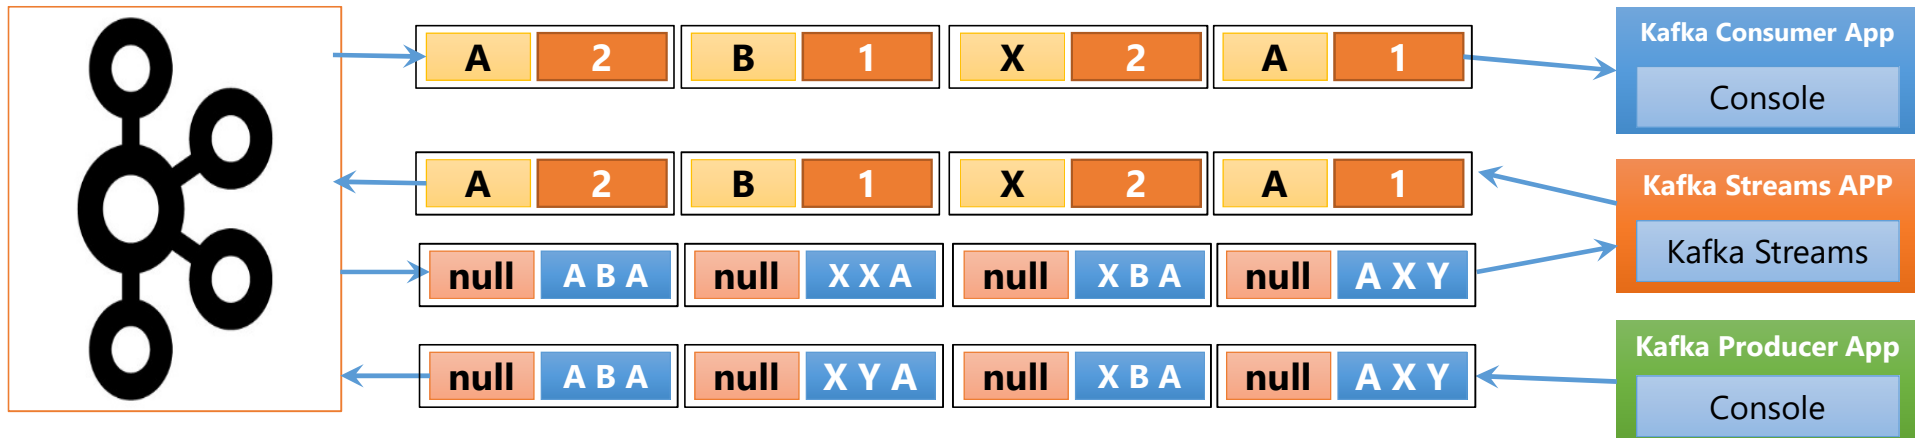 A 2 B 1 X 2 A 1
Kafka Consumer App
Console
A 2 B 1 X 2 A 1
Kafka Streams APP
Kafka Streams
null A B A null X X A null X B A null A X Y
null A B A null X Y A null X B A null A X Y
Kafka Producer App
Console